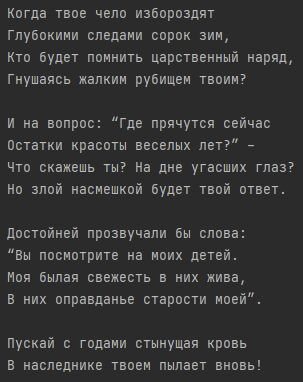 Когда твое чело избороздят
Глубокими следами сорок зим,
Кто будет помнить царственный наряд,
Гнушаясь жалким рубищем твоим?

И на вопрос: “Где прячутся сейчас
Остатки красоты веселых лет?” –
Что скажешь ты? На дне угасших глаз?
Но злой насмешкой будет твой ответ.

Достойней прозвучали бы слова:
“Вы посмотрите на моих детей.
Моя былая свежесть в них жива,
В них оправданье старости моей”.

Пускай с годами стынущая кровь
В наследнике твоем пылает вновь!